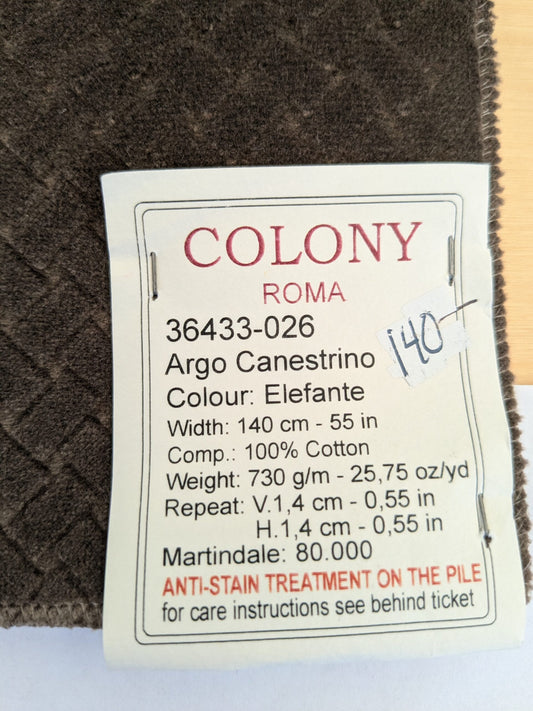 COLONY
ROMA
36433-026
140-
Argo Canestrino
Colour: Elefante
Width: 140 cm - 55 in
Comp.: 100% Cotton
Weight: 730 g/m - 25,75 oz/yd
Repeat: V.1,4 cm - 0,55 in
H.1,4 cm - 0,55 in
Martindale: 80.000
ANTI-STAIN TREATMENT ON THE PILE
for care instructions see behind ticket